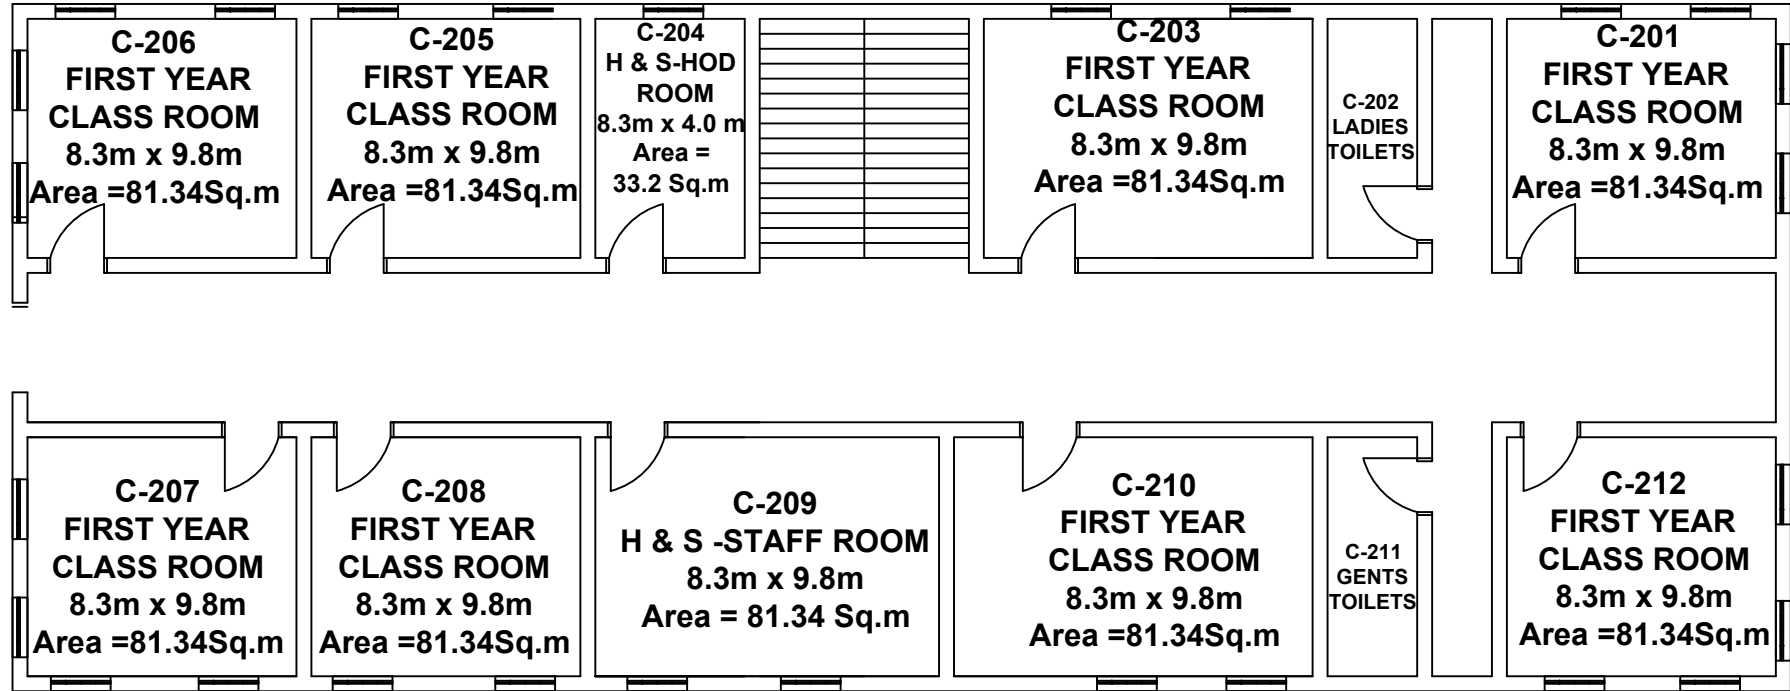 C-206
FIRST YEAR
CLASS ROOM
8.3m x 9.8m
Area =81.34Sq.m
C-205
FIRST YEAR
CLASS ROOM
8.3m x 9.8m
Area =81.34Sq.m
C-204
H & S-HOD
ROOM
8.3m x 4.0 m
Area =
33.2 Sq.m
C-203
FIRST YEAR
CLASS ROOM
8.3m x 9.8m
Area =81.34Sq.m
C-202
LADIES
TOILETS
C-201
FIRST YEAR
CLASS ROOM
8.3m x 9.8m
Area =81.34Sq.m
C-207
FIRST YEAR
CLASS ROOM
8.3m x 9.8m
Area =81.34Sq.m
C-208
FIRST YEAR
CLASS ROOM
8.3m x 9.8m
Area =81.34Sq.m
C-209
H & S -STAFF ROOM
8.3m x 9.8m
Area = 81.34 Sq.m
C-210
FIRST YEAR
CLASS ROOM
8.3m x 9.8m
Area =81.34Sq.m
C-211
GENTS
TOILETS
C-212
FIRST YEAR
CLASS ROOM
8.3m x 9.8m
Area =81.34Sq.m